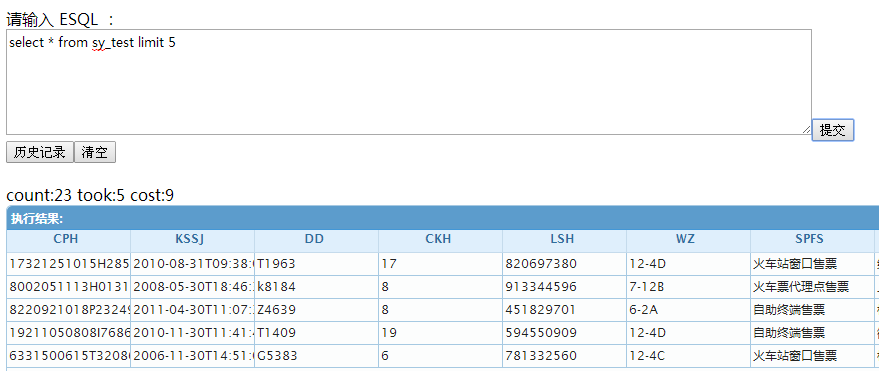 请输入 ESQL ：
select * from sy_test limit 5
提交
历史记录 清空
count:23 took:5 cost:9
执行结果:
CPH KSSJ DD CKH LSH WZ SPFS
17321251015H285 2010-08-31T09:38: T1963 17 820697380 12-4D 火车站窗口售票
8002051113H0131 2008-05-30T18:46: k8184 8 913344596 7-12B 火车票代理点售票
8220921018P2324 2011-04-30T11:07: Z4639 8 451829701 6-2A 自助终端售票
19211050808I7686 2010-11-30T11:41: T1409 19 594550909 12-4D 自助终端售票
6331500615T3208 2006-11-30T14:51: G5383 6 781332560 12-4C 火车站窗口售票